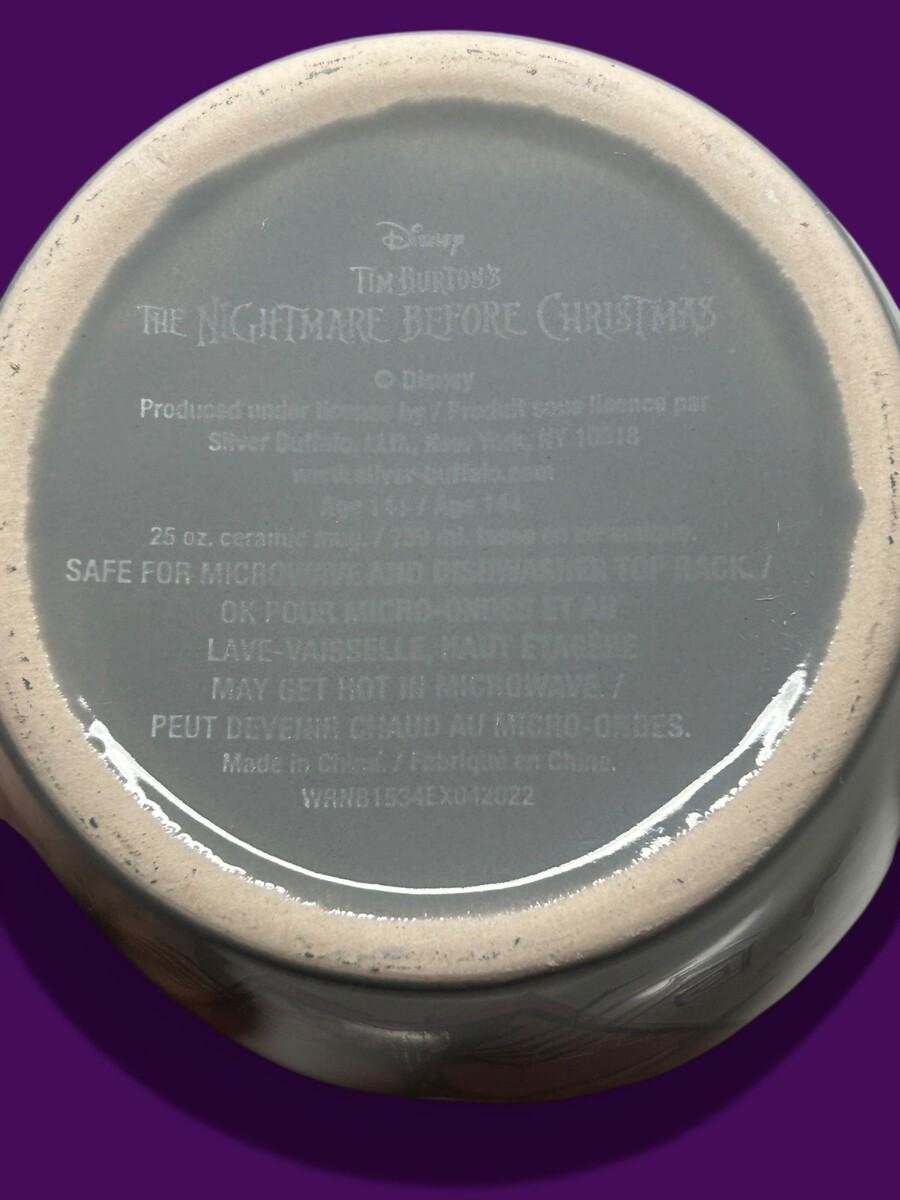 Disney
TIM BURTON'S
THE NIGHTMARE BEFORE CHRISTMAS
© Disney
Produced under license by / Produit sous licence par
Silver Buffalo, LLC., New York, NY 10018
www.silver-buffalo.com
Age 14+ / Âge 14+
25 oz. ceramic mug. / ml. tasse en céramique.
SAFE FOR MICROWAVE AND DISHWASHER TOP RACK. /
OK POUR MICRO-ONDES ET AU
LAVE-VAISSELLE, HAUT ÉTAGÈRE
MAY GET HOT IN MICROWAVE. /
PEUT DEVENIR CHAUD AU MICRO-ONDES.
Made in China. / Fabriqué en Chine.
WRNB1534EX042022